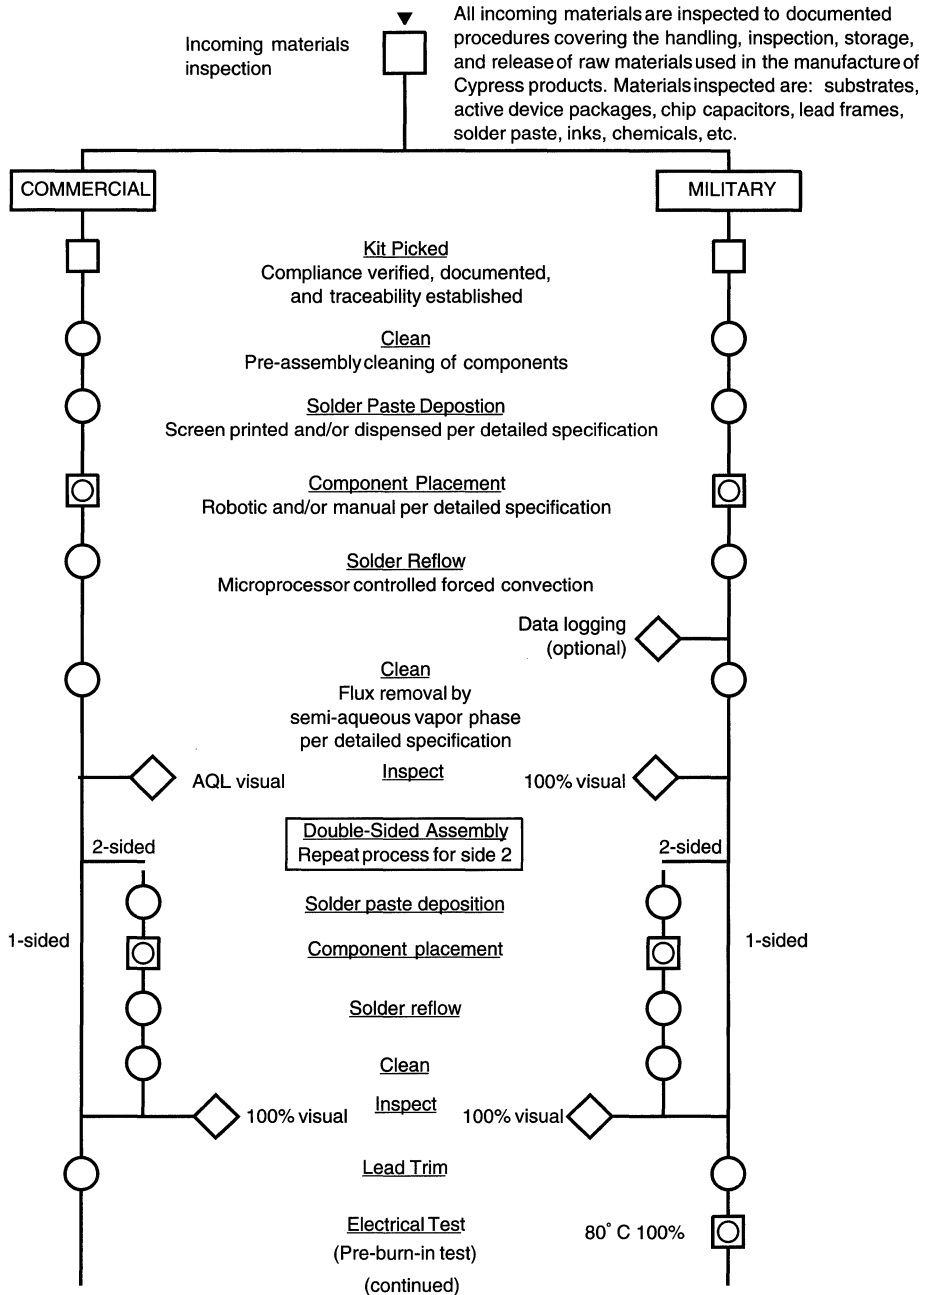 Incoming materials
inspection
All incoming materials are inspected to documented
procedures covering the handling, inspection, storage,
and release of raw materials used in the manufacture of
Cypress products. Materials inspected are: substrates,
active device packages, chip capacitors, lead frames,
solder paste, inks, chemicals, etc.
COMMERCIAL
MILITARY
Kit Picked
Compliance verified, documented,
and traceability established
Clean
Pre-assembly cleaning of components
Solder Paste Depostion
Screen printed and/or dispensed per detailed specification
Component Placement
Robotic and/or manual per detailed specification
Solder Reflow
Microprocessor controlled forced convection
Data logging
(optional)
Clean
Flux removal by
semi-aqueous vapor phase
per detailed specification
AQL visual
Inspect
100% visual
Double-Sided Assembly
Repeat process for side 2
2-sided
2-sided
Solder paste deposition
1-sided
Component placement
1-sided
Solder reflow
Clean
100% visual
Inspect
100% visual
Lead Trim
Electrical Test
(Pre-burn-in test)
80° C 100%
(continued)